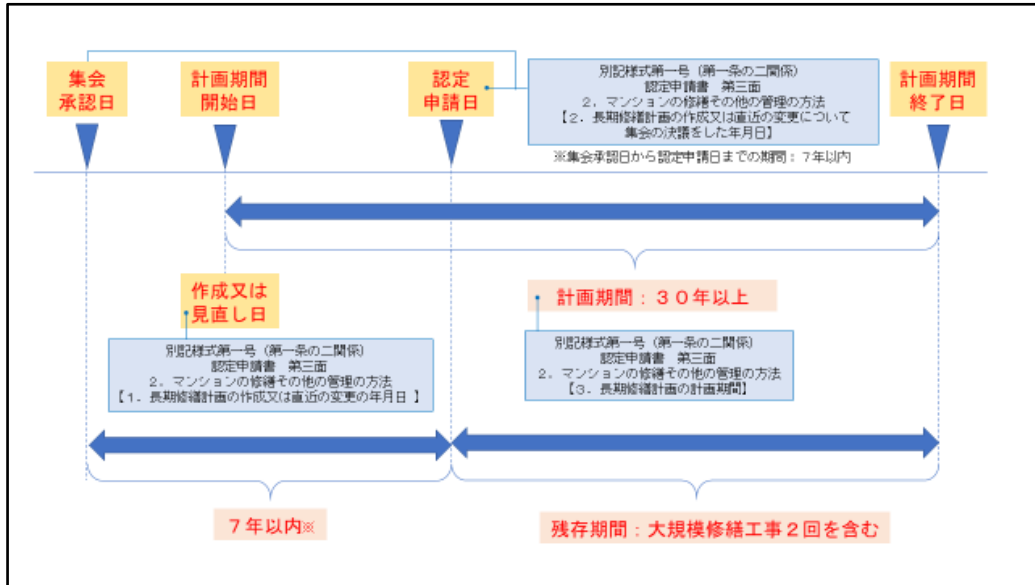 集会
承認日
計画期間
開始日
認定
申請日
別記様式第一号（第一条の二関係）
認定申請書　第三面
２．マンションの修繕その他の管理の方法
【２．長期修繕計画の作成又は直近の変更について
集会の決議をした年月日】
※集会承認日から認定申請日までの期間：７年以内
計画期間
終了日
作成又は
見直し日
別記様式第一号（第一条の二関係）
認定申請書　第三面
２．マンションの修繕その他の管理の方法
【１．長期修繕計画の作成又は直近の変更の年月日 】
計画期間：３０年以上
別記様式第一号（第一条の二関係）
認定申請書　第三面
２．マンションの修繕その他の管理の方法
【３．長期修繕計画の計画期間】
７年以内※
残存期間：大規模修繕工事２回を含む